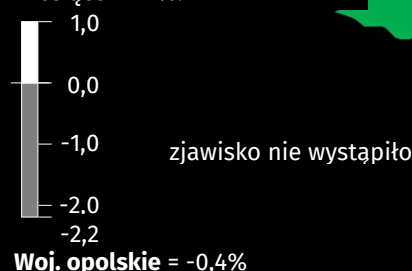 1,0
0,0
-1,0
zjawisko nie wystąpiło
-2.0
-2,2
Woj. opolskie = -0,4%